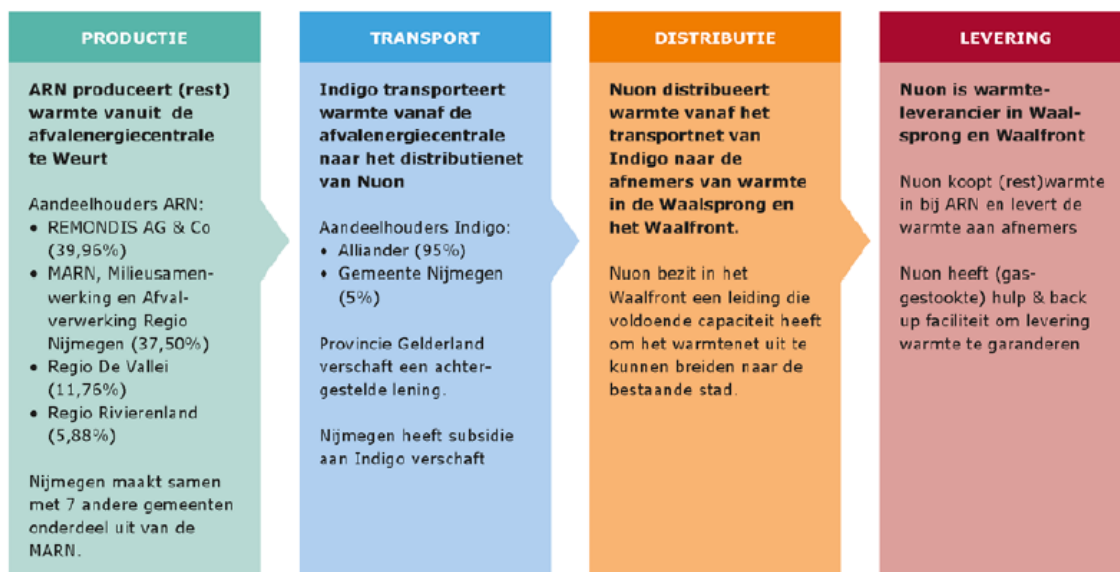 PRODUCTIE
ARN produceert (rest)
warmte vanuit de
afvalenergiecentrale
te Weurt
Aandeelhouders ARN:
• REMONDIS AG & Co
(39,96%)
• MARN, Milieusamen-
werking en Afval-
verwerking Regio
Nijmegen (37,50%)
• Regio De Vallei
(11,76%)
• Regio Rivierenland
(5,88%)
Nijmegen maakt samen
met 7 andere gemeenten
onderdeel uit van de
MARN.
TRANSPORT
Indigo transporteert
warmte vanaf de
afvalenergiecentrale
naar het distributienet
van Nuon
Aandeelhouders Indigo:
• Alliander (95%)
• Gemeente Nijmegen
(5%)
Provincie Gelderland
verschaft een achter-
gestelde lening.
Nijmegen heeft subsidie
aan Indigo verschaft
DISTRIBUTIE
Nuon distribueert
warmte vanaf het
transportnet van
Indigo naar de
afnemers van warmte
in de Waalsprong en
het Waalfront.
Nuon bezit in het
Waalfront een leiding die
voldoende capaciteit heeft
om het warmtenet uit te
kunnen breiden naar de
bestaande stad.
LEVERING
Nuon is warmte-
leverancier in Waal-
sprong en Waalfront
Nuon koopt (rest)warmte
in bij ARN en levert de
warmte aan afnemers
Nuon heeft (gas-
gestookte) hulp & back
up faciliteit om levering
warmte te garanderen